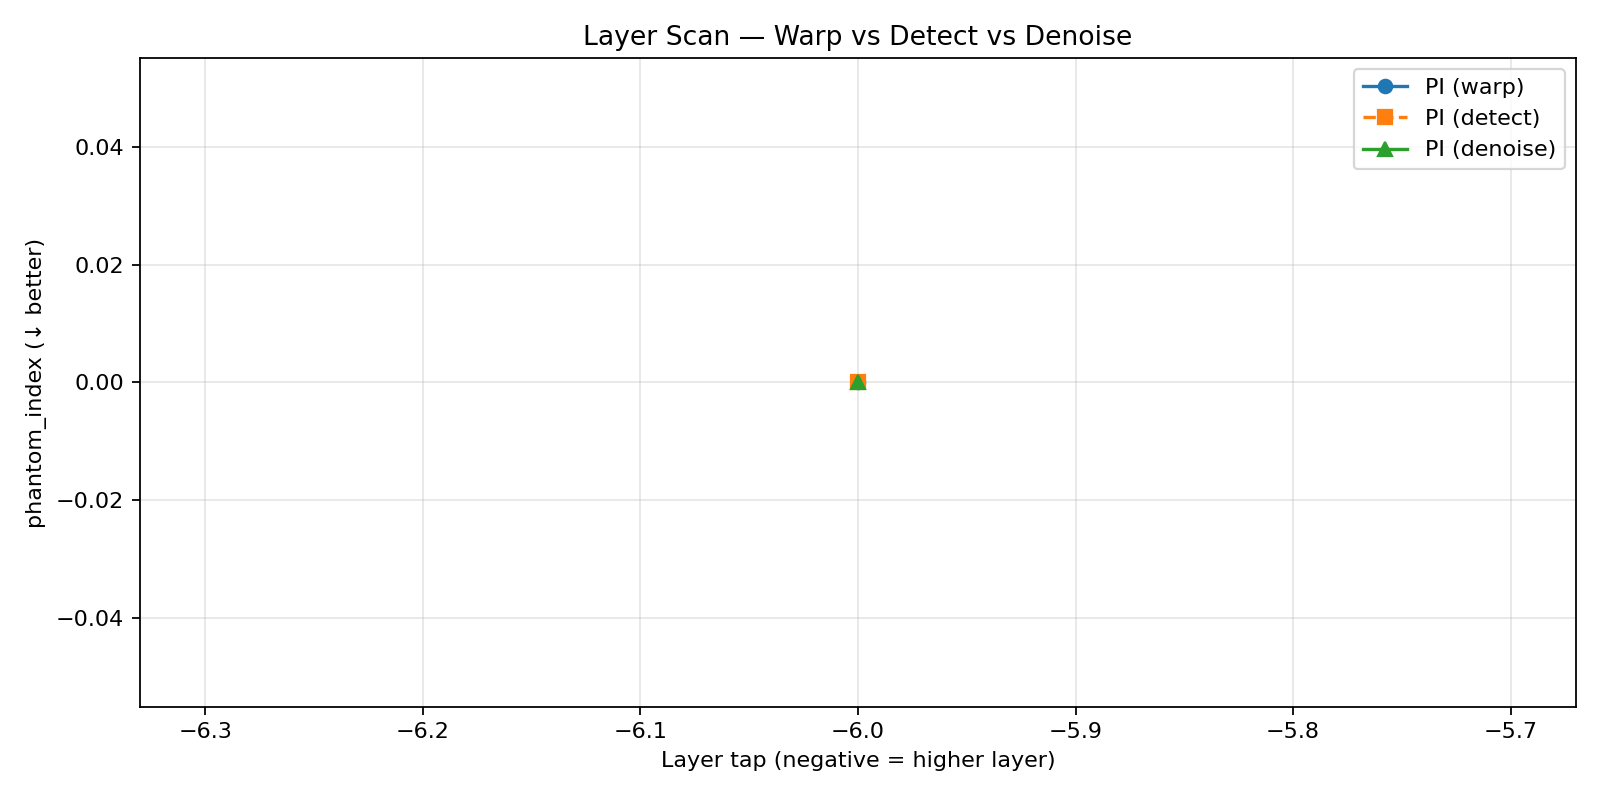 Layer Scan — Warp vs Detect vs Denoise
PI (warp)
PI (detect)
PI (denoise)
phantom_index (↓ better)
0.04
0.02
0.00
−0.02
−0.04
−6.3
−6.2
−6.1
−6.0
−5.9
−5.8
−5.7
Layer tap (negative = higher layer)